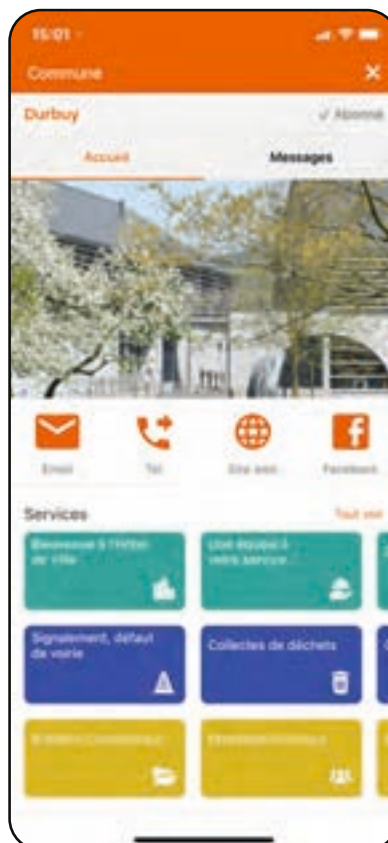 15:01
Commune
Durbuy
✓ Abonné
Accueil
Messages
Email
Tél
Site web
Facebook
Services
Tout voir
Bienvenue à l'Hôtel
de Ville
Une équipe à
votre service
Signalement, défaut
de voirie
Collectes de déchets